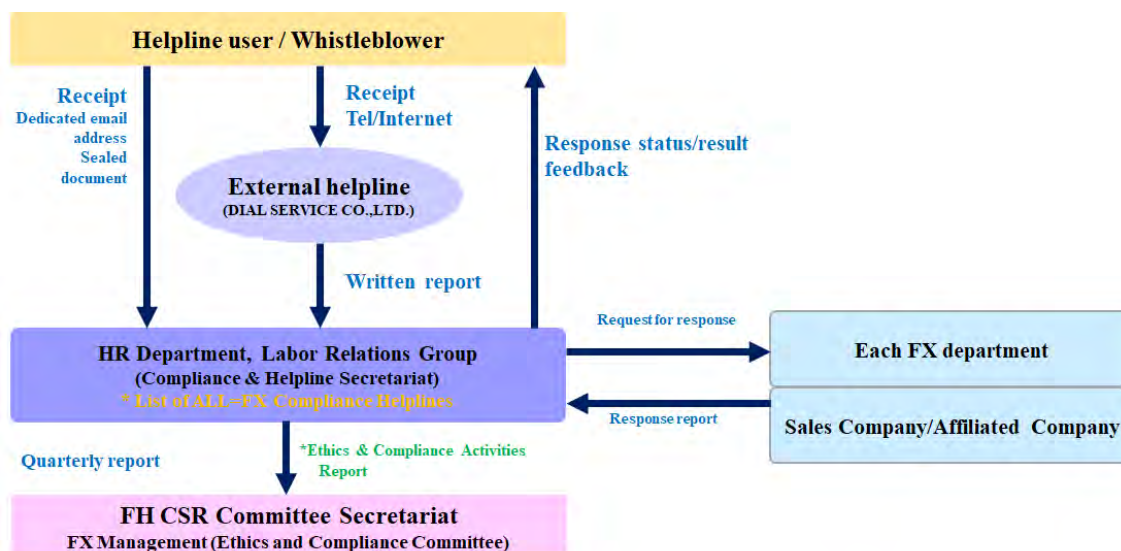 Helpline user / Whistleblower
Receipt
Dedicated email
address
Sealed
document
Receipt
Tel/Internet
Response status/result
feedback
External helpline
(DIAL SERVICE CO.,LTD.)
Written report
HR Department, Labor Relations Group
(Compliance & Helpline Secretariat)
* List of ALL-FX Compliance Helplines
Request for response
Each FX department
Response report
Sales Company/Affiliated Company
Quarterly report
*Ethics & Compliance Activities
Report
FH CSR Committee Secretariat
FX Management (Ethics and Compliance Committee)